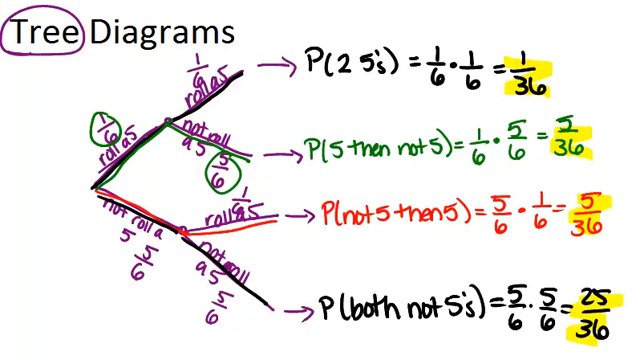 Tree Diagrams
1/6
roll a 5
→ P(2 5's) = 1/6 · 1/6 = 1/36
1/6
roll a 5
not roll
a 5
5/6
→ P(5 then not 5) = 1/6 · 5/6 = 5/36
1/6
roll a 5
→ P(not 5 then 5) = 5/6 · 1/6 = 5/36
not roll a
5
5/6
not roll
a 5
5/6
→ P(both not 5's) = 5/6 · 5/6 = 25/36